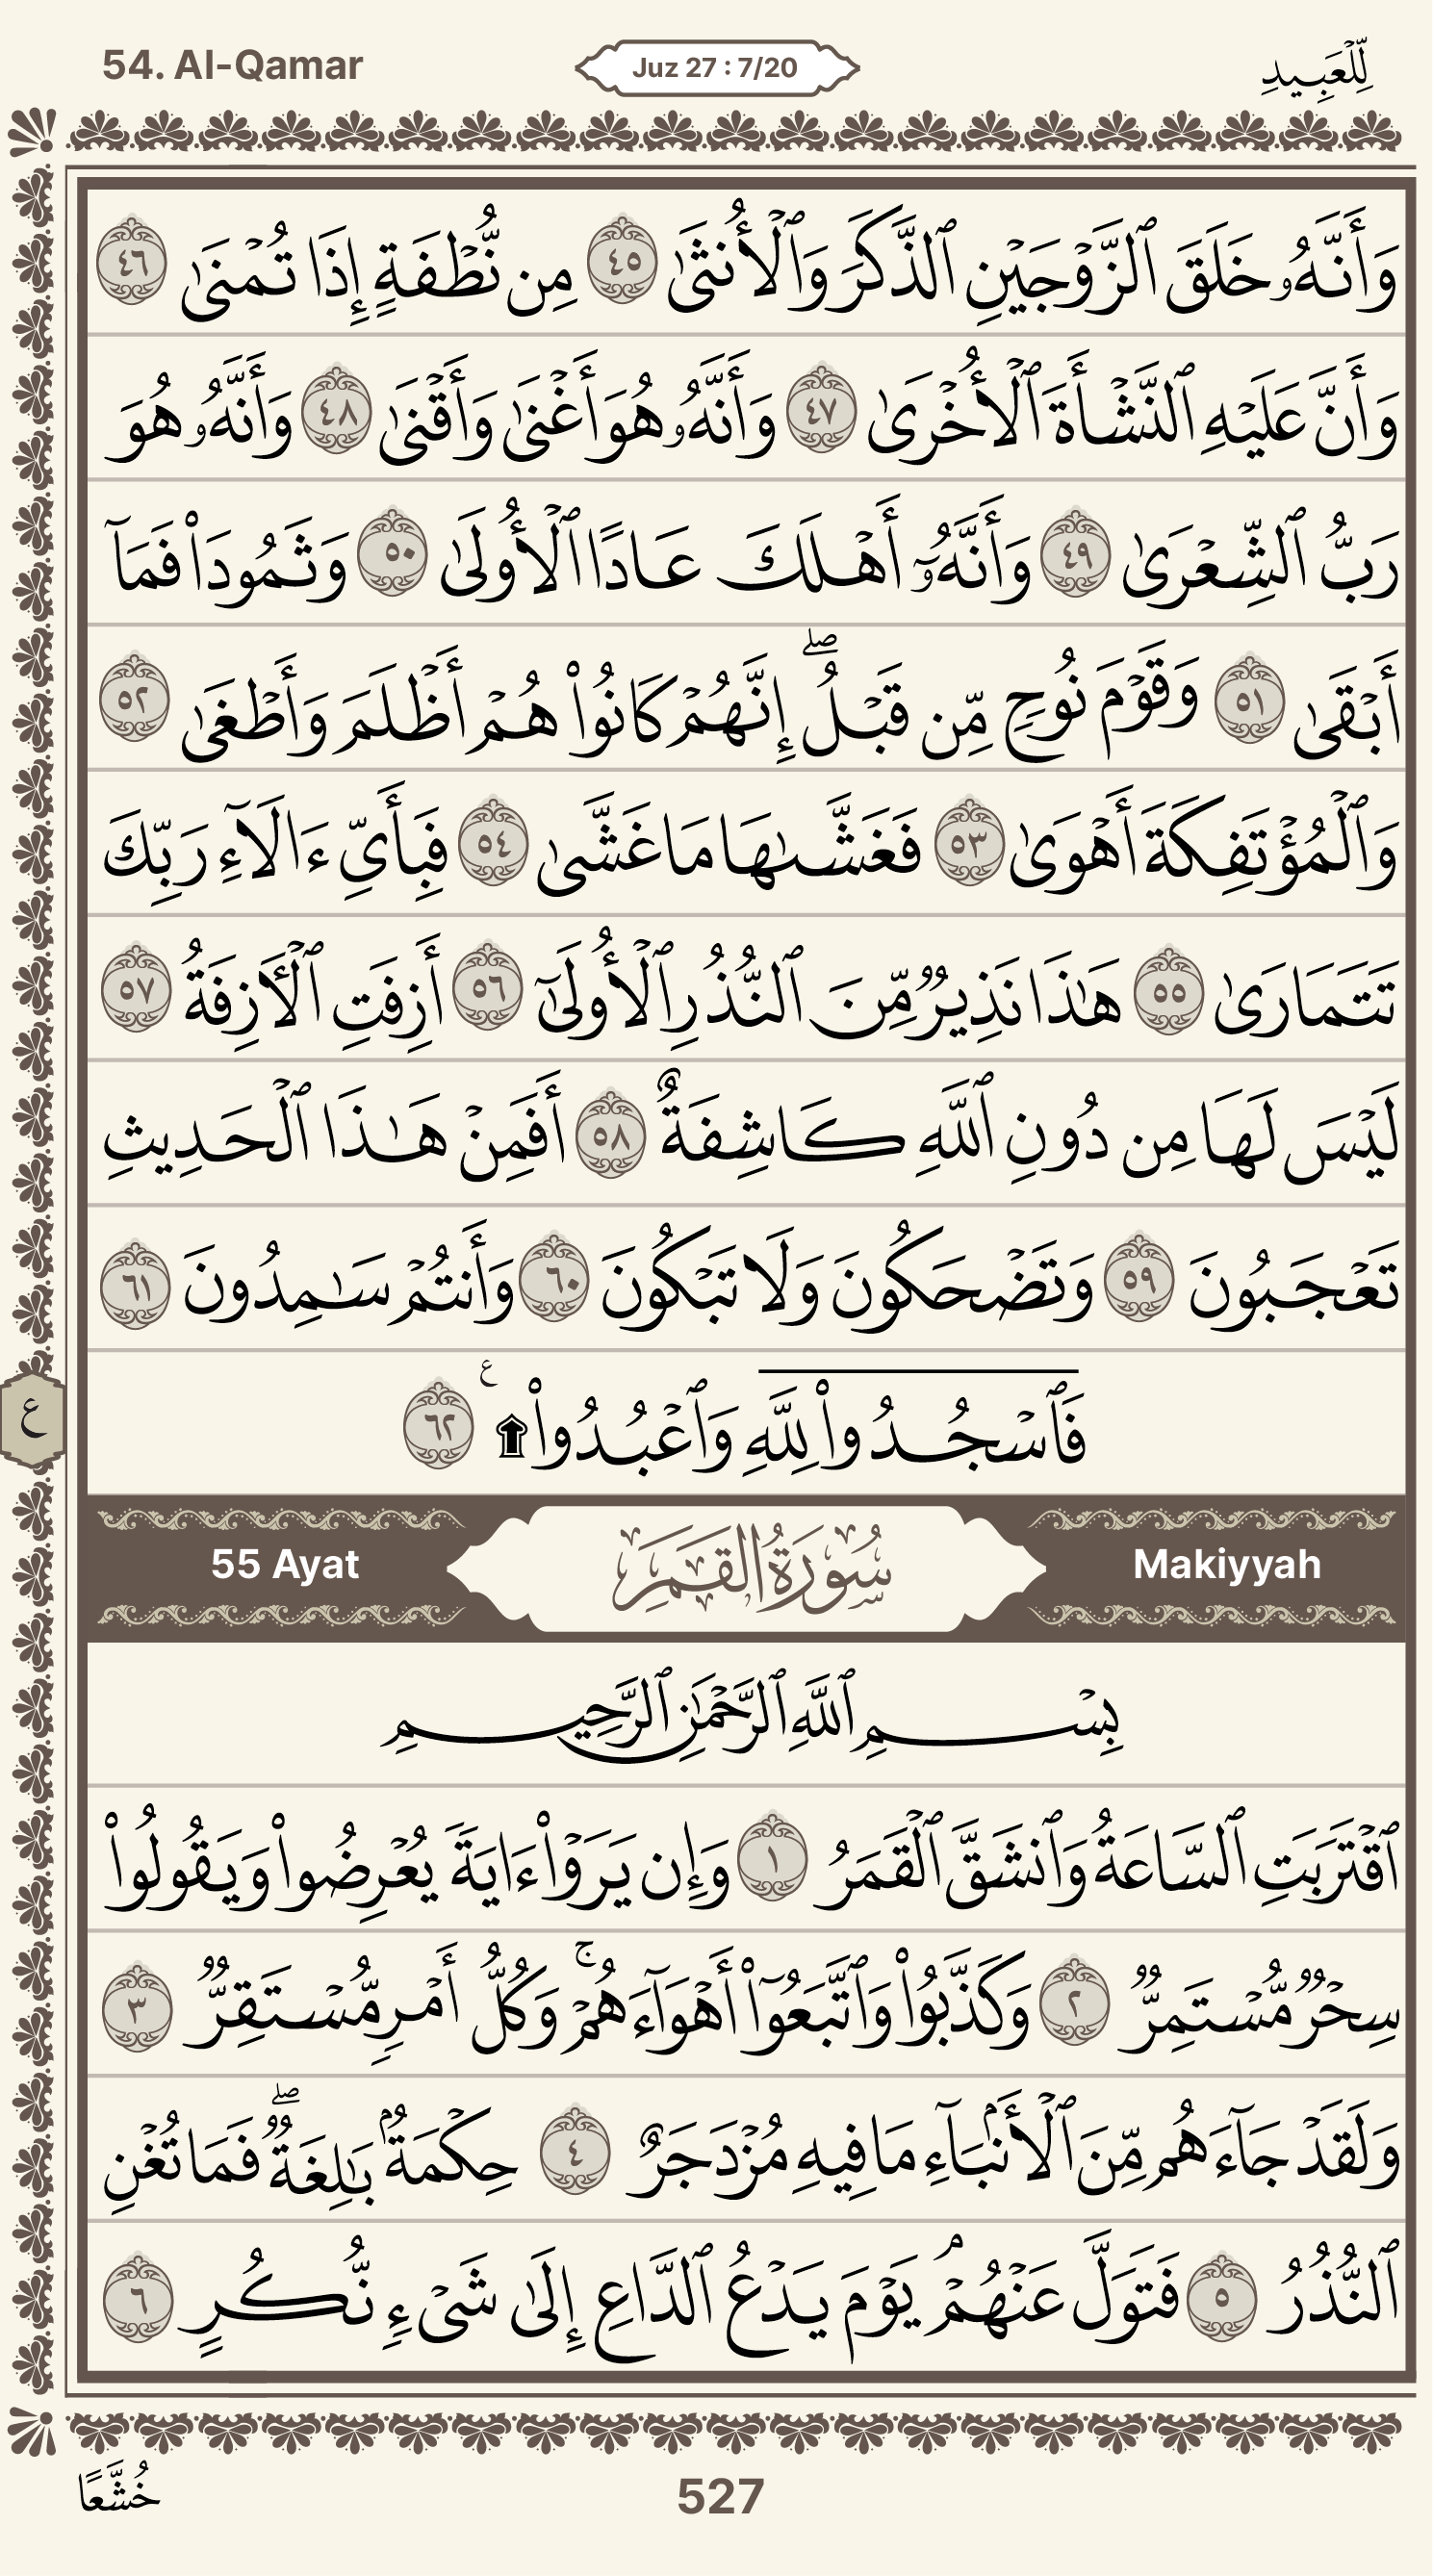 54. Al-Qamar
Juz 27 : 7/20
لِّلْعَبِيدِ
وَأَنَّهُۥ خَلَقَ ٱلزَّوْجَيْنِ ٱلذَّكَرَ وَٱلْأُنثَىٰ ٤٥ مِن نُّطْفَةٍ إِذَا تُمْنَىٰ ٤٦
وَأَنَّ عَلَيْهِ ٱلنَّشْأَةَ ٱلْأُخْرَىٰ ٤٧ وَأَنَّهُۥ هُوَ أَغْنَىٰ وَأَقْنَىٰ ٤٨ وَأَنَّهُۥ هُوَ
رَبُّ ٱلشِّعْرَىٰ ٤٩ وَأَنَّهُۥٓ أَهْلَكَ عَادًا ٱلْأُولَىٰ ٥٠ وَثَمُودَا۟ فَمَآ
أَبْقَىٰ ٥١ وَقَوْمَ نُوحٍ مِّن قَبْلُ ۖ إِنَّهُمْ كَانُوا۟ هُمْ أَظْلَمَ وَأَطْغَىٰ ٥٢
وَٱلْمُؤْتَفِكَةَ أَهْوَىٰ ٥٣ فَغَشَّىٰهَا مَا غَشَّىٰ ٥٤ فَبِأَىِّ ءَالَآءِ رَبِّكَ
تَتَمَارَىٰ ٥٥ هَٰذَا نَذِيرٌ مِّنَ ٱلنُّذُرِ ٱلْأُولَىٰٓ ٥٦ أَزِفَتِ ٱلْـَٔازِفَةُ ٥٧
لَيْسَ لَهَا مِن دُونِ ٱللَّهِ كَاشِفَةٌ ٥٨ أَفَمِنْ هَٰذَا ٱلْحَدِيثِ
تَعْجَبُونَ ٥٩ وَتَضْحَكُونَ وَلَا تَبْكُونَ ٦٠ وَأَنتُمْ سَٰمِدُونَ ٦١
ع
فَٱسْجُدُوا۟ لِلَّهِ وَٱعْبُدُوا۟ ۩ ع ٦٢
55 Ayat
سُورَةُ الْقَمَرِ
Makiyyah
بِسْمِ ٱللَّهِ ٱلرَّحْمَٰنِ ٱلرَّحِيمِ
ٱقْتَرَبَتِ ٱلسَّاعَةُ وَٱنشَقَّ ٱلْقَمَرُ ١ وَإِن يَرَوْا۟ ءَايَةً يُعْرِضُوا۟ وَيَقُولُوا۟
سِحْرٌ مُّسْتَمِرٌّ ٢ وَكَذَّبُوا۟ وَٱتَّبَعُوٓا۟ أَهْوَآءَهُمْ ۚ وَكُلُّ أَمْرٍ مُّسْتَقِرٌّ ٣
وَلَقَدْ جَآءَهُم مِّنَ ٱلْأَنۢبَآءِ مَا فِيهِ مُزْدَجَرٌ ٤ حِكْمَةٌۢ بَٰلِغَةٌ ۖ فَمَا تُغْنِ
ٱلنُّذُرُ ٥ فَتَوَلَّ عَنْهُمْ ۘ يَوْمَ يَدْعُ ٱلدَّاعِ إِلَىٰ شَىْءٍ نُّكُرٍ ٦
خُشَّعًا
527